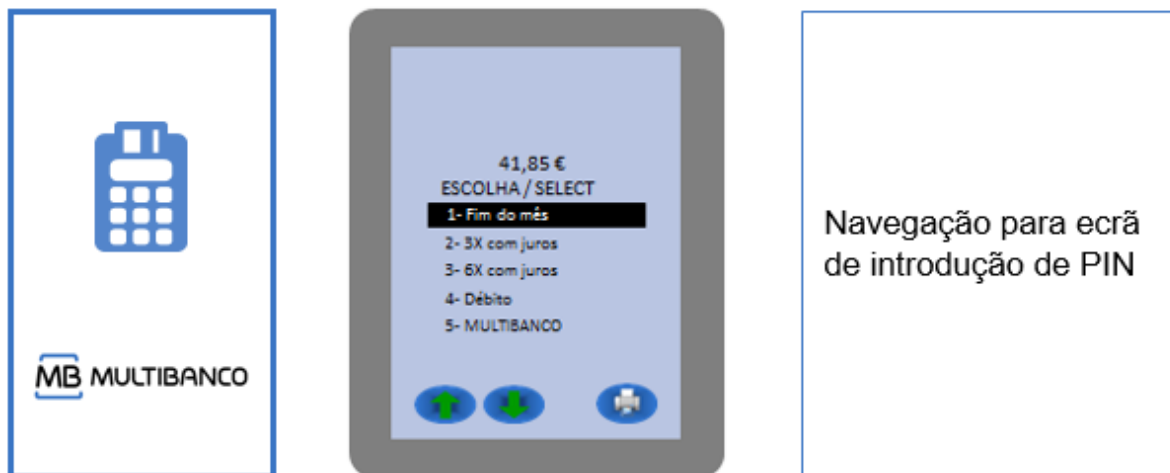 MB MULTIBANCO
41,85 €
ESCOLHA / SELECT
1- Fim do mês
2- 3X com juros
3- 6X com juros
4- Débito
5- MULTIBANCO
Navegação para ecrã
de introdução de PIN